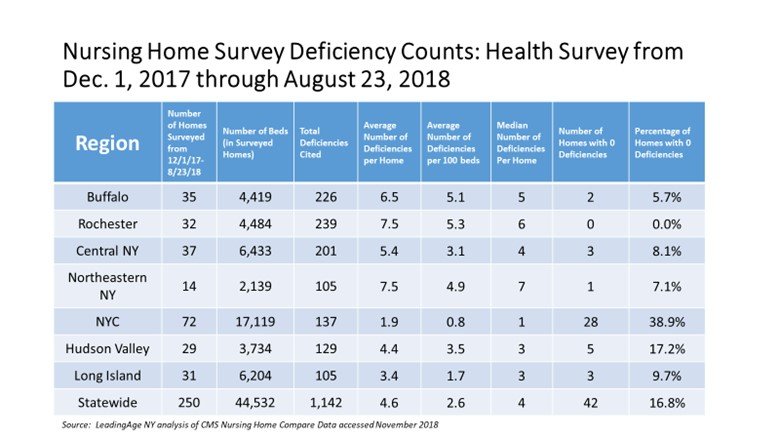 Nursing Home Survey Deficiency Counts: Health Survey from
Dec. 1, 2017 through August 23, 2018
Region
Number
of Homes
Surveyed
from
12/1/17-
8/23/18
Number of Beds
(in Surveyed
Homes)
Total
Deficiencies
Cited
Average
Number of
Deficiencies
per Home
Average
Number of
Deficiencies
per 100 beds
Median
Number of
Deficiencies
Per Home
Number of
Homes with 0
Deficiencies
Percentage of
Homes with 0
Deficiencies
Buffalo 35 4,419 226 6.5 5.1 5 2 5.7%
Rochester 32 4,484 239 7.5 5.3 6 0 0.0%
Central NY 37 6,433 201 5.4 3.1 4 3 8.1%
Northeastern
NY 14 2,139 105 7.5 4.9 7 1 7.1%
NYC 72 17,119 137 1.9 0.8 1 28 38.9%
Hudson Valley 29 3,734 129 4.4 3.5 3 5 17.2%
Long Island 31 6,204 105 3.4 1.7 3 3 9.7%
Statewide 250 44,532 1,142 4.6 2.6 4 42 16.8%
Source: LeadingAge NY analysis of CMS Nursing Home Compare Data accessed November 2018